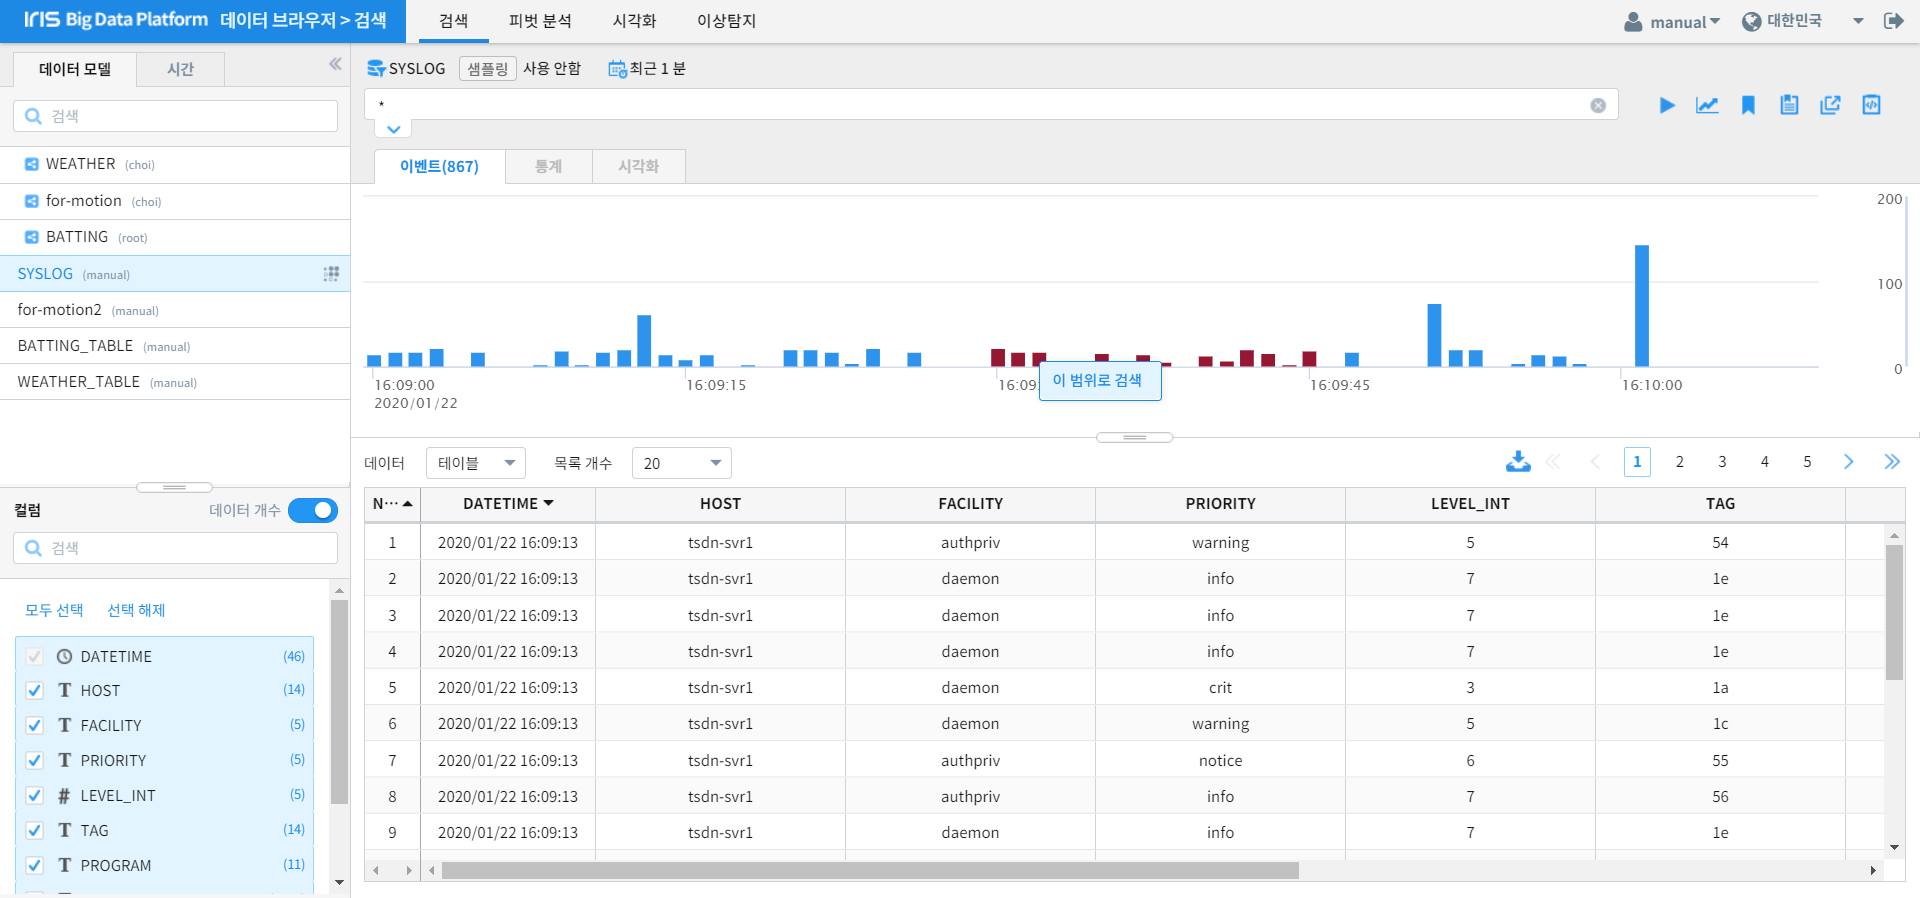 IRIS Big Data Platform 데이터 브라우저 > 검색
검색 피벗 분석 시각화 이상탐지
manual 대한민국
데이터 모델 시간
검색
WEATHER (choi)
for-motion (choi)
BATTING (root)
SYSLOG (manual)
for-motion2 (manual)
BATTING_TABLE (manual)
WEATHER_TABLE (manual)
컬럼 데이터 개수
검색
모두 선택 선택 해제
DATETIME (46)
T HOST (14)
T FACILITY (5)
T PRIORITY (5)
# LEVEL_INT (5)
T TAG (14)
T PROGRAM (11)
SYSLOG 샘플링 사용 안함 최근 1 분
*
이벤트(867) 통계 시각화
200
100
0
16:09:00 16:09:15 16:09: 16:09:45 16:10:00
2020/01/22
이 범위로 검색
데이터 테이블 목록 개수 20
1 2 3 4 5
N··· DATETIME HOST FACILITY PRIORITY LEVEL_INT TAG
1 2020/01/22 16:09:13 tsdn-svr1 authpriv warning 5 54
2 2020/01/22 16:09:13 tsdn-svr1 daemon info 7 1e
3 2020/01/22 16:09:13 tsdn-svr1 daemon info 7 1e
4 2020/01/22 16:09:13 tsdn-svr1 daemon info 7 1e
5 2020/01/22 16:09:13 tsdn-svr1 daemon crit 3 1a
6 2020/01/22 16:09:13 tsdn-svr1 daemon warning 5 1c
7 2020/01/22 16:09:13 tsdn-svr1 authpriv notice 6 55
8 2020/01/22 16:09:13 tsdn-svr1 authpriv info 7 56
9 2020/01/22 16:09:13 tsdn-svr1 daemon info 7 1e